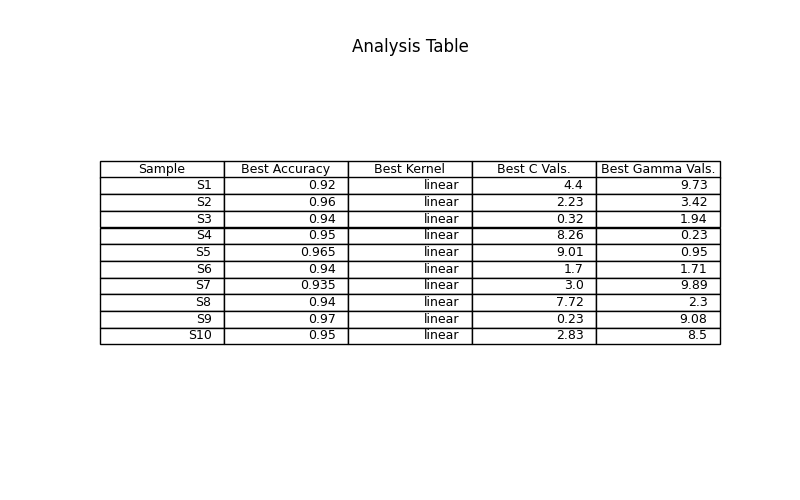 Analysis Table
Sample Best Accuracy Best Kernel Best C Vals. Best Gamma Vals.
S1 0.92 linear 4.4 9.73
S2 0.96 linear 2.23 3.42
S3 0.94 linear 0.32 1.94
S4 0.95 linear 8.26 0.23
S5 0.965 linear 9.01 0.95
S6 0.94 linear 1.7 1.71
S7 0.935 linear 3.0 9.89
S8 0.94 linear 7.72 2.3
S9 0.97 linear 0.23 9.08
S10 0.95 linear 2.83 8.5